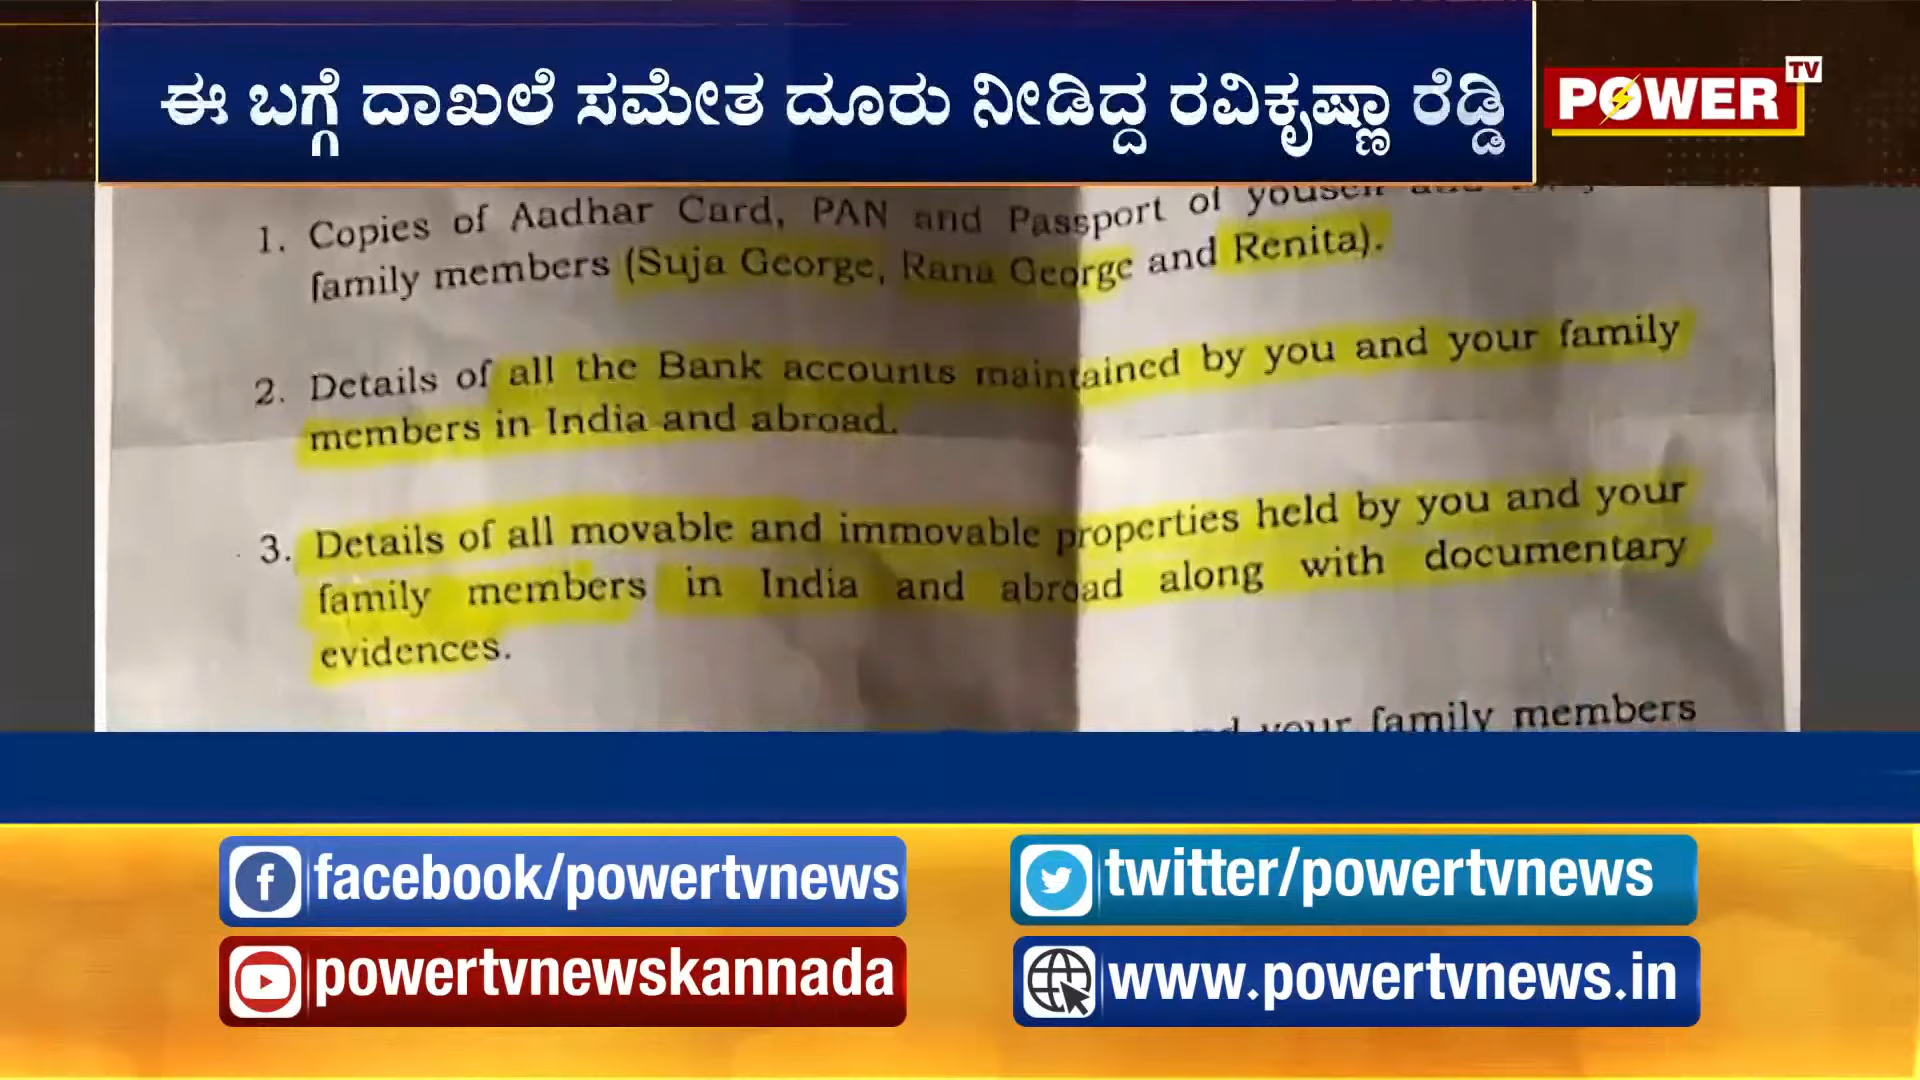 ಈ ಬಗ್ಗೆ ದಾಖಲೆ ಸಮೇತ ದೂರು ನೀಡಿದ್ದ ರವಿಕೃಷ್ಣಾ ರೆಡ್ಡಿ
POWER TV
1. Copies of Aadhar Card, PAN and Passport of youself and
family members (Suja George, Rana George and Renita).
2. Details of all the Bank accounts maintained by you and your family
members in India and abroad.
3. Details of all movable and immovable properties held by you and your
family members in India and abroad along with documentary
evidences.
and your family members
facebook/powertvnews
twitter/powertvnews
powertvnewskannada
www.powertvnews.in